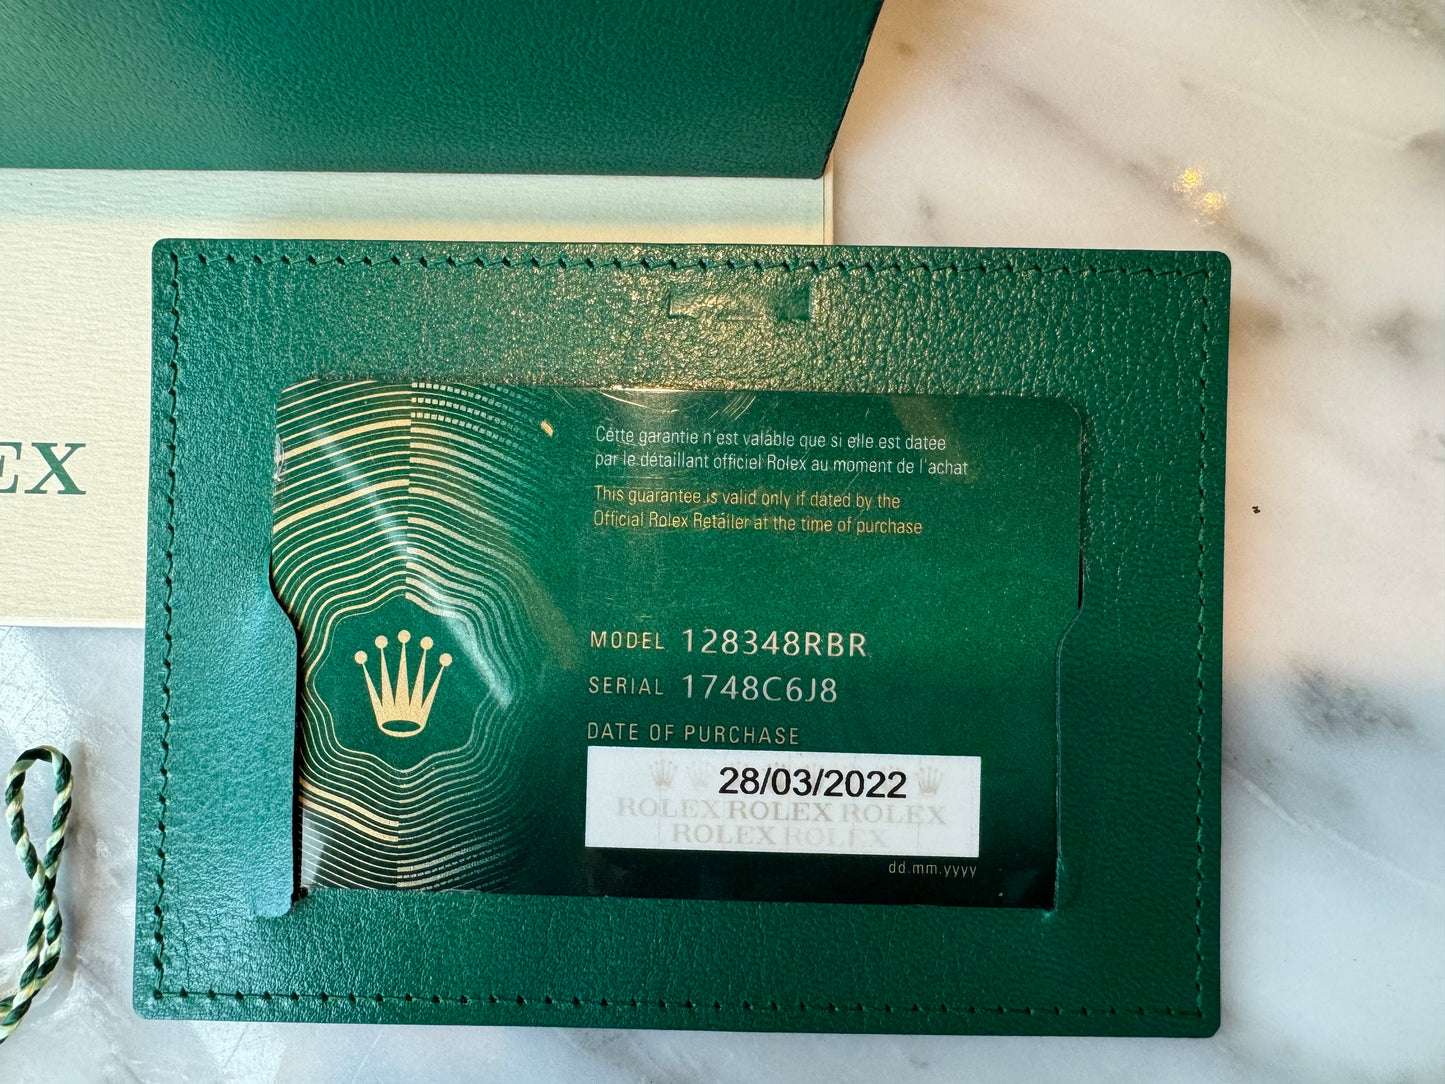 EX
Cette garantie n'est valable que si elle est datée
par le détaillant officiel Rolex au moment de l'achat
This guarantee is valid only if dated by the
Official Rolex Retailer at the time of purchase
MODEL 128348RBR
SERIAL 1748C6J8
DATE OF PURCHASE
28/03/2022
ROLEX ROLEX ROLEX
ROLEX ROLEX
dd.mm.yyyy